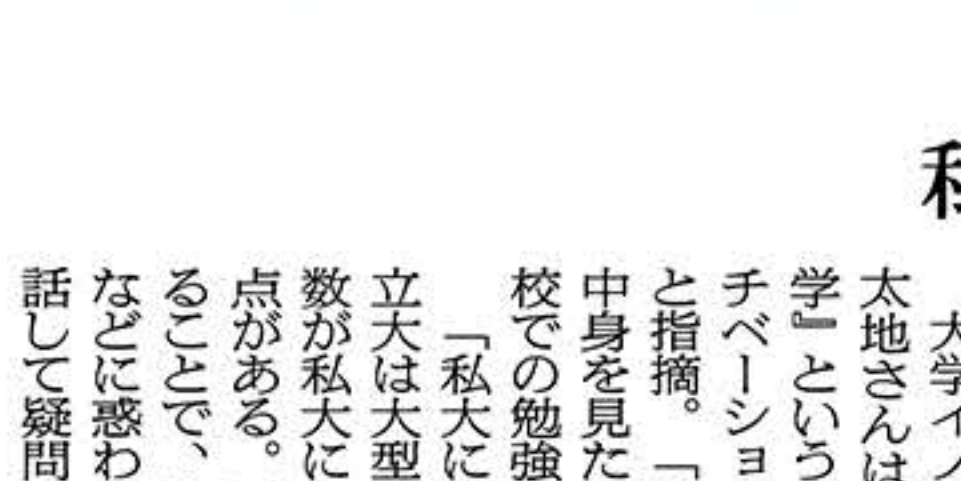 大学イノ
太地さんは
学』という
チベーショ
と指摘。「
中身を見た
校での勉強
「私大に
立大は大型
数が私大に
点がある。
ることで、
などに惑わ
話して疑問